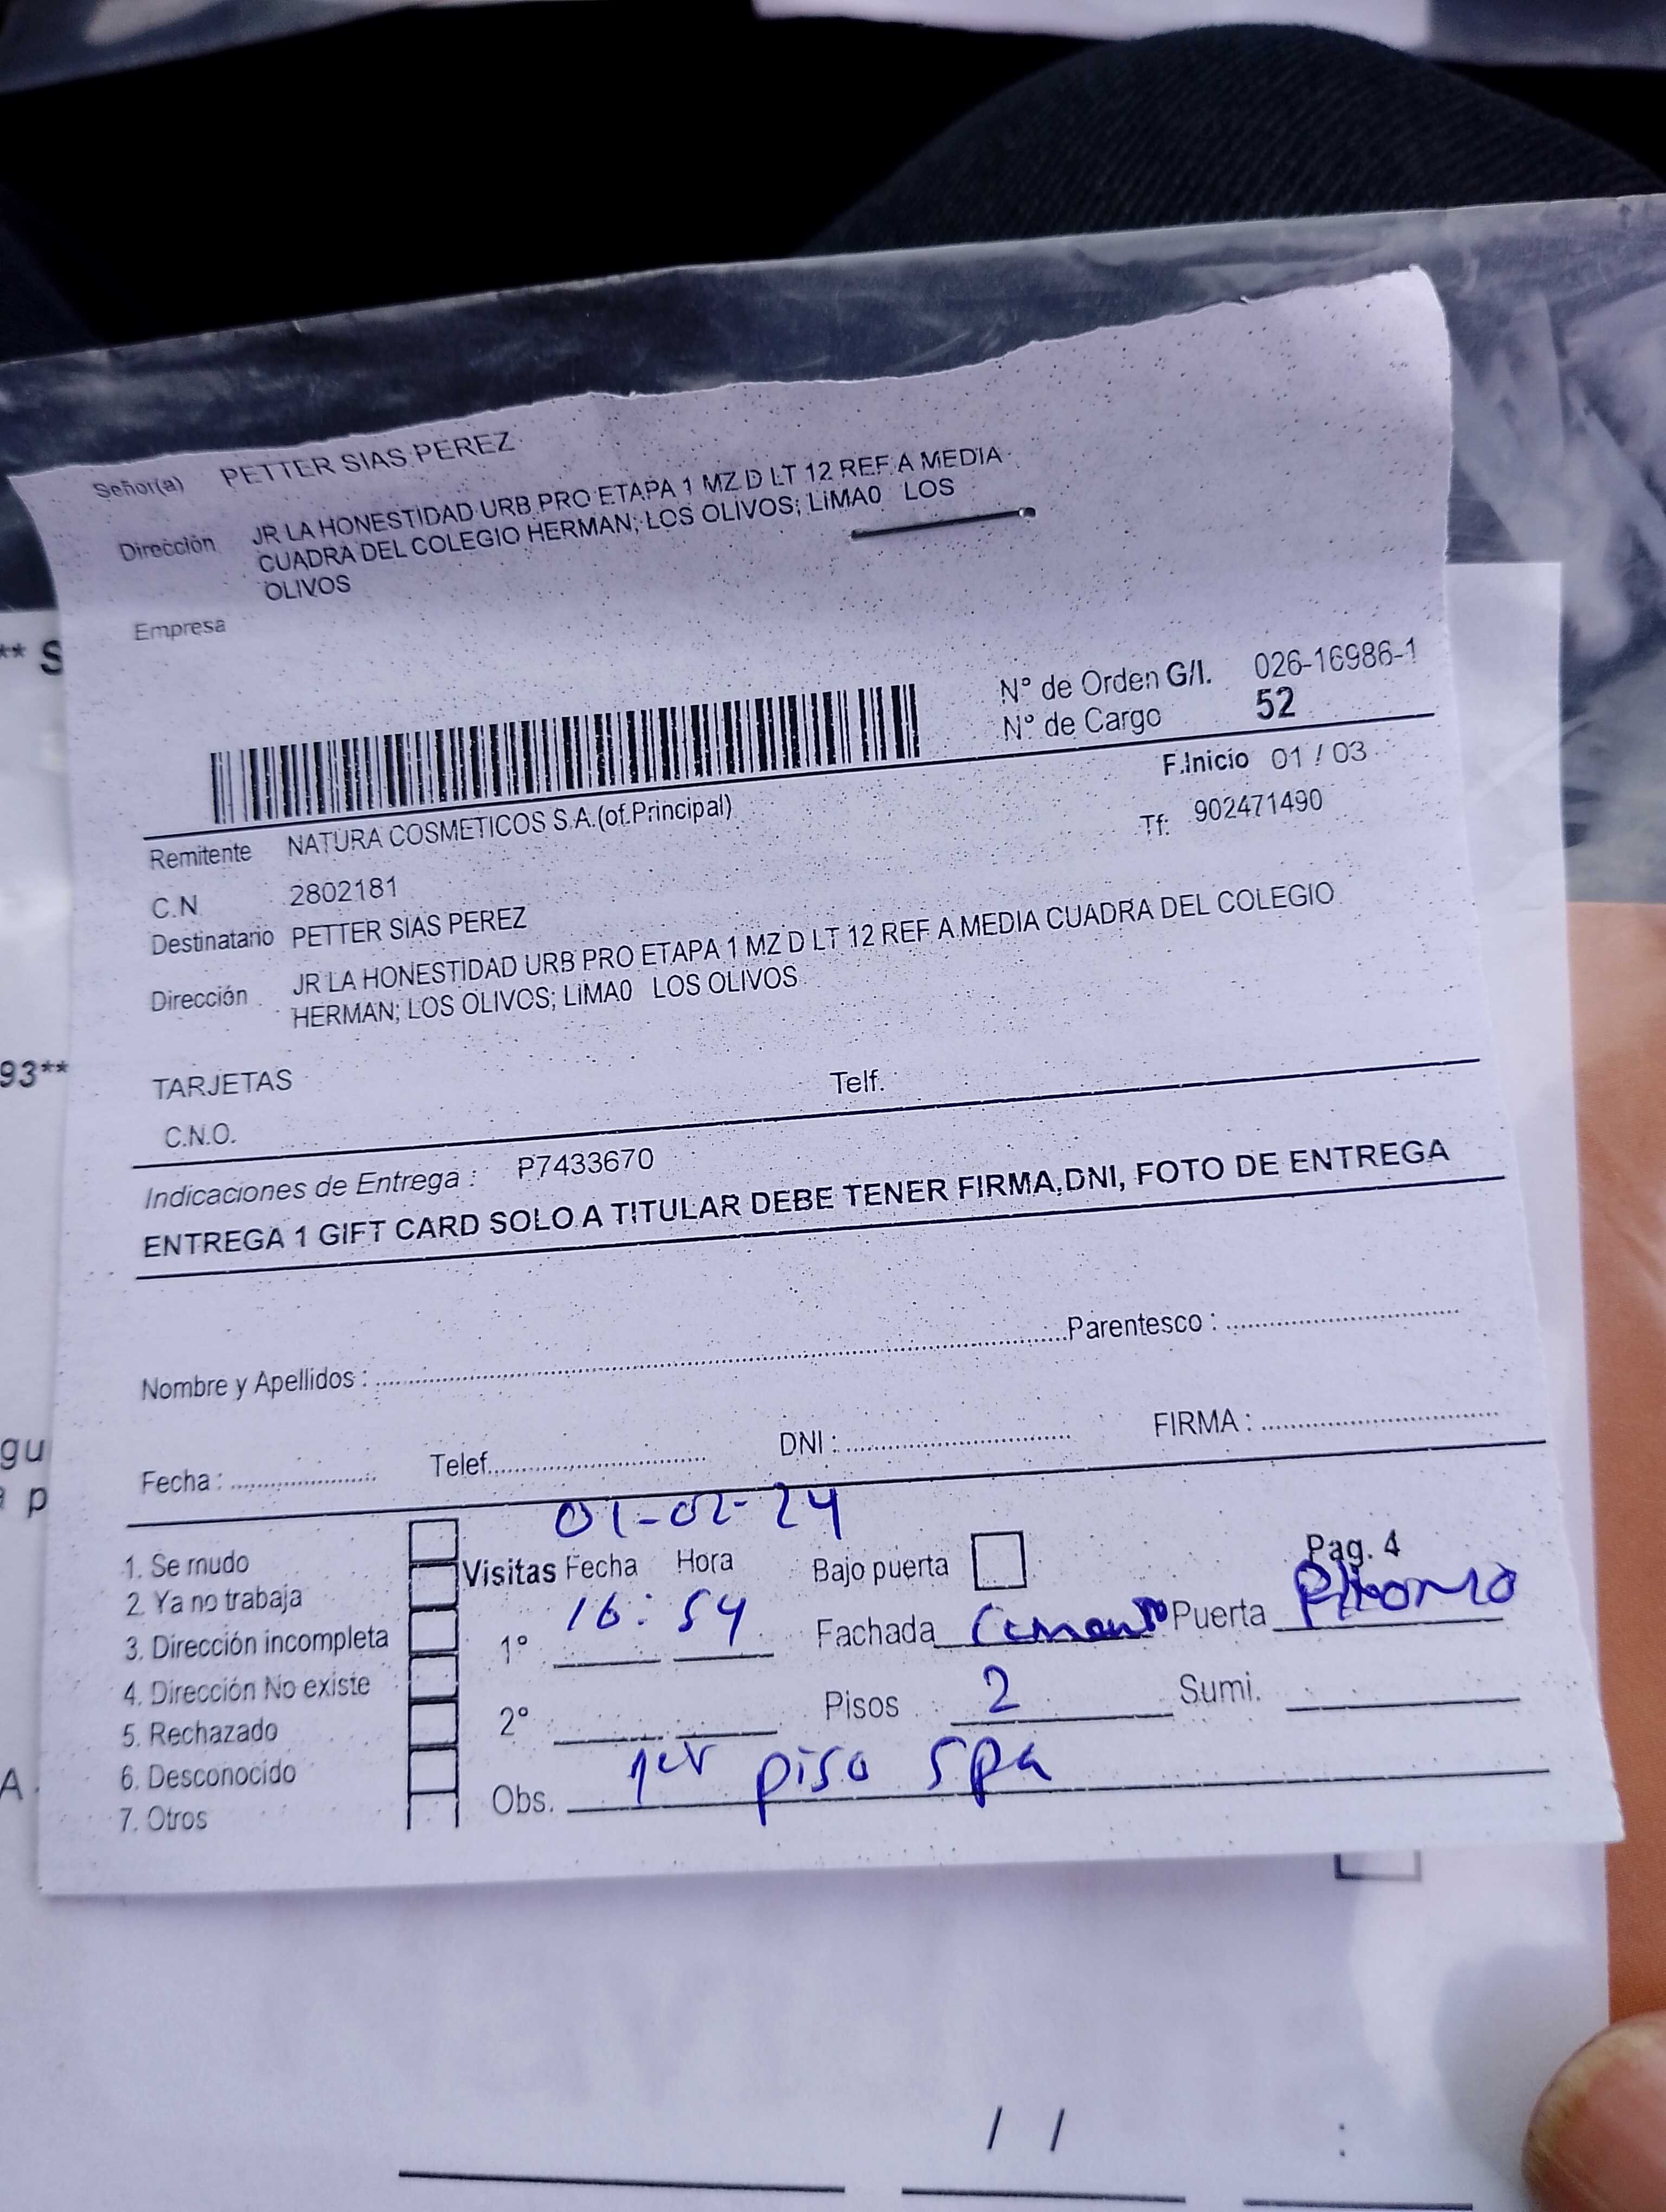 Señor(a) PETTER SIAS PEREZ
Dirección JR LA HONESTIDAD URB PRO ETAPA 1 MZ D LT 12 REF A MEDIA
CUADRA DEL COLEGIO HERMAN; LOS OLIVOS; LIMA0 LOS
OLIVOS
Empresa
** S
N° de Orden G/I. 026-16986-1
N° de Cargo 52
F.Inicio 01 / 03
Remitente NATURA COSMETICOS S.A.(of.Principal)
Tf: 902471490
C.N 2802181
Destinatario PETTER SIAS PEREZ
Dirección JR LA HONESTIDAD URB PRO ETAPA 1 MZ D LT 12 REF A MEDIA CUADRA DEL COLEGIO
HERMAN; LOS OLIVOS; LIMA0 LOS OLIVOS
93**
TARJETAS Telf.
C.N.O.
Indicaciones de Entrega : P7433670
ENTREGA 1 GIFT CARD SOLO A TITULAR DEBE TENER FIRMA,DNI, FOTO DE ENTREGA
Nombre y Apellidos : Parentesco :
gu
Fecha : Telef. DNI : FIRMA :
p
01-02-24
1. Se mudo
2. Ya no trabaja
3. Dirección incompleta
4. Dirección No existe
5. Rechazado
6. Desconocido
7. Otros
Visitas Fecha Hora Bajo puerta Pag. 4
1° 16:54 Fachada Cemento Puerta
2° Pisos 2 Sumi.
Obs. 1er piso spa
A
/ / :